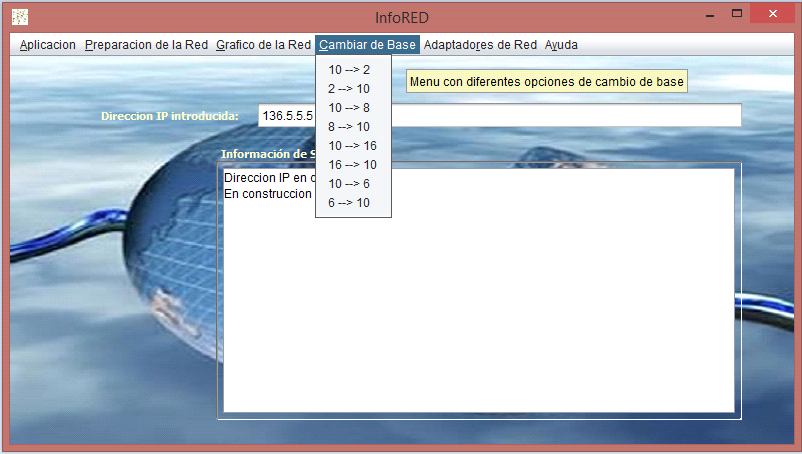 InfoRED
Aplicacion Preparacion de la Red Grafico de la Red Cambiar de Base Adaptadores de Red Ayuda
10 --> 2
Menu con diferentes opciones de cambio de base
2 --> 10
10 --> 8
Direccion IP introducida: 136.5.5.5
8 --> 10
10 --> 16
Información de
16 --> 10
Direccion IP en
10 --> 6
En construccion
6 --> 10